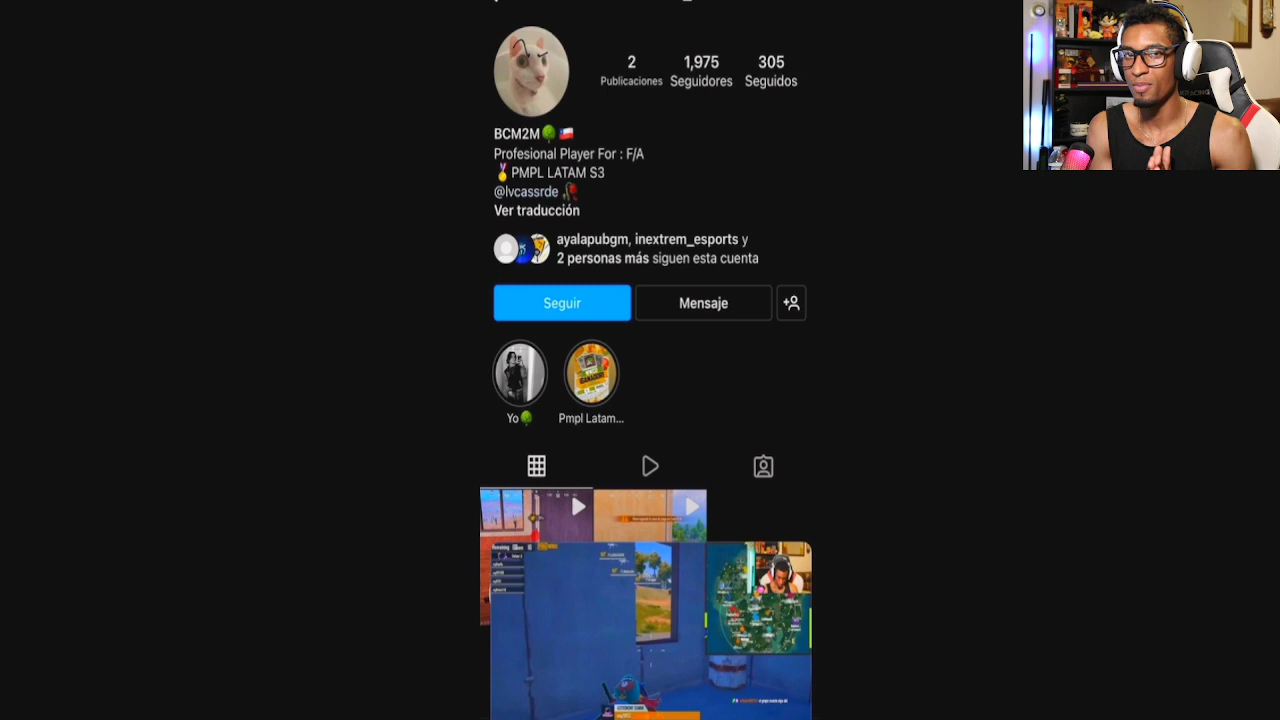 2
Publicaciones
1,975
Seguidores
305
Seguidos
BCM2M
Profesional Player For : F/A
PMPL LATAM S3
@lvcassrde
Ver traducción
ayalapubgm, inextrem_esports y
2 personas más siguen esta cuenta
Seguir
Mensaje
Yo
Pmpl Latam...